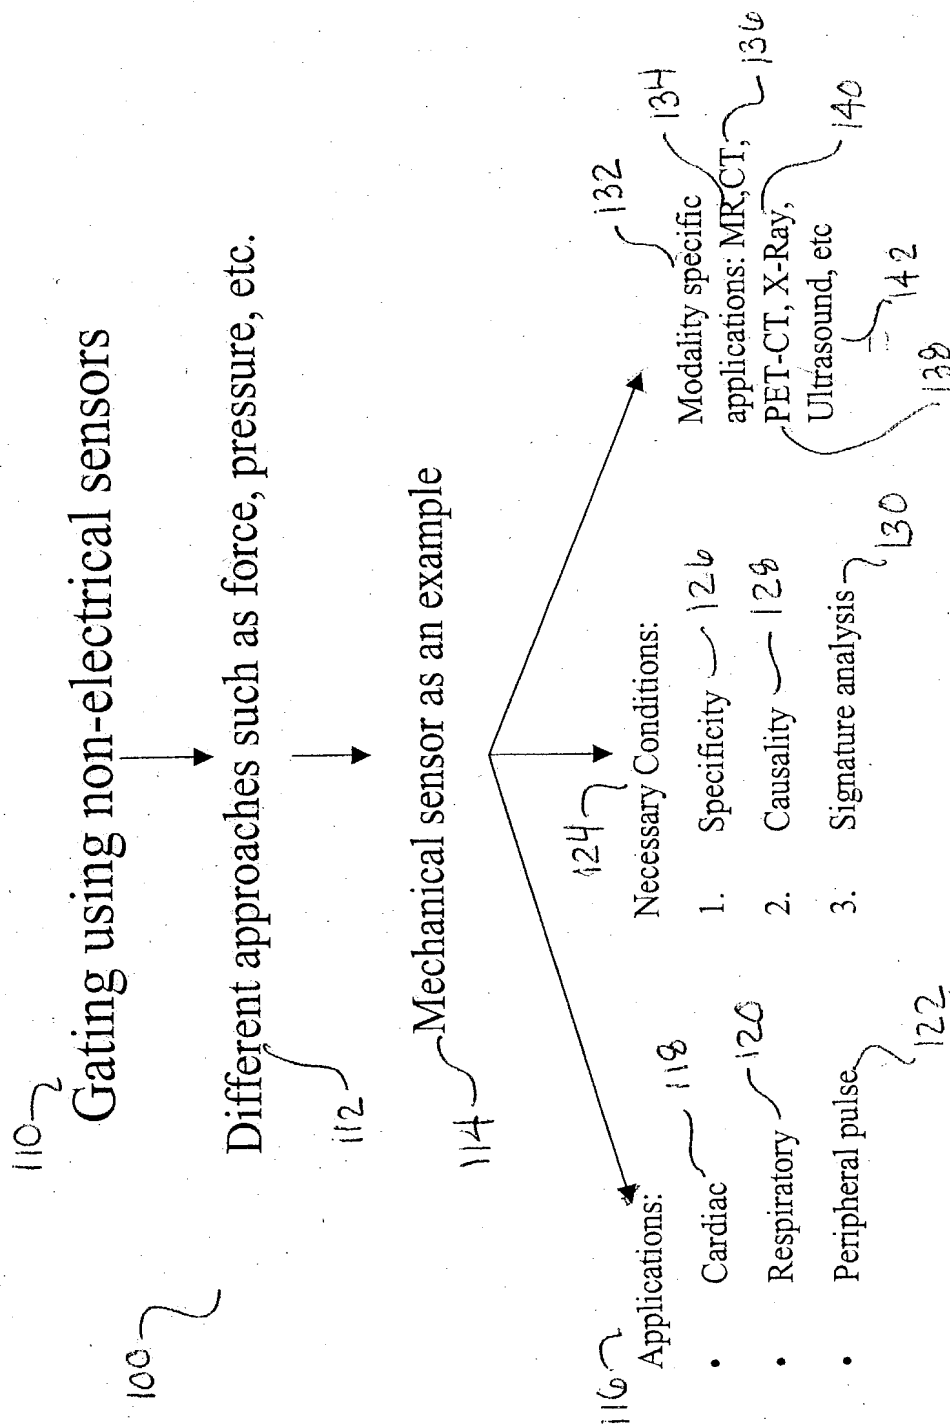 100
110
Gating using non-electrical sensors
Different approaches such as force, pressure, etc.
112
114
Mechanical sensor as an example
116
Applications:
• Cardiac 118
• Respiratory 120
• Peripheral pulse 122
124
Necessary Conditions:
1. Specificity 126
2. Causality 128
3. Signature analysis 130
132
134
Modality specific
applications: MR,CT, 136
PET-CT, X-Ray, 140
Ultrasound, etc
142
138